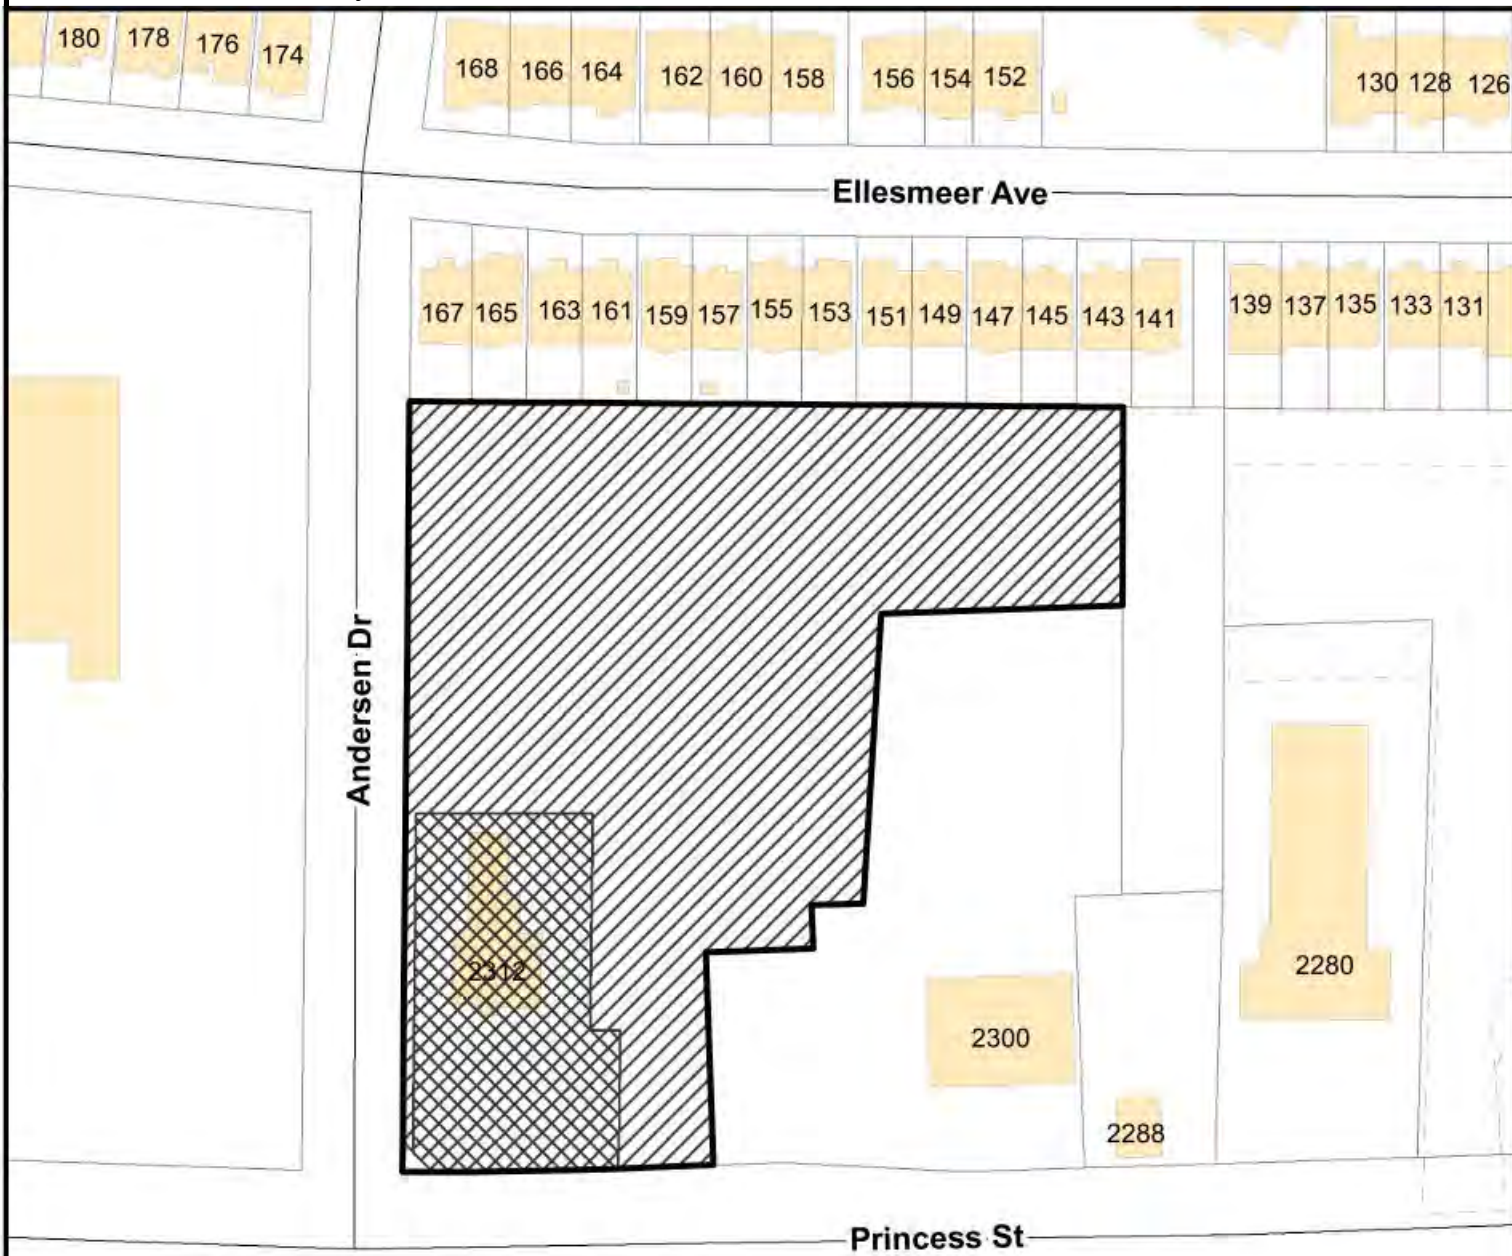 180 178 176 174 168 166 164 162 160 158 156 154 152 130 128 126
Ellesmeer Ave
167 165 163 161 159 157 155 153 151 149 147 145 143 141 139 137 135 133 131
Andersen Dr
2312
2300
2288
2280
Princess St